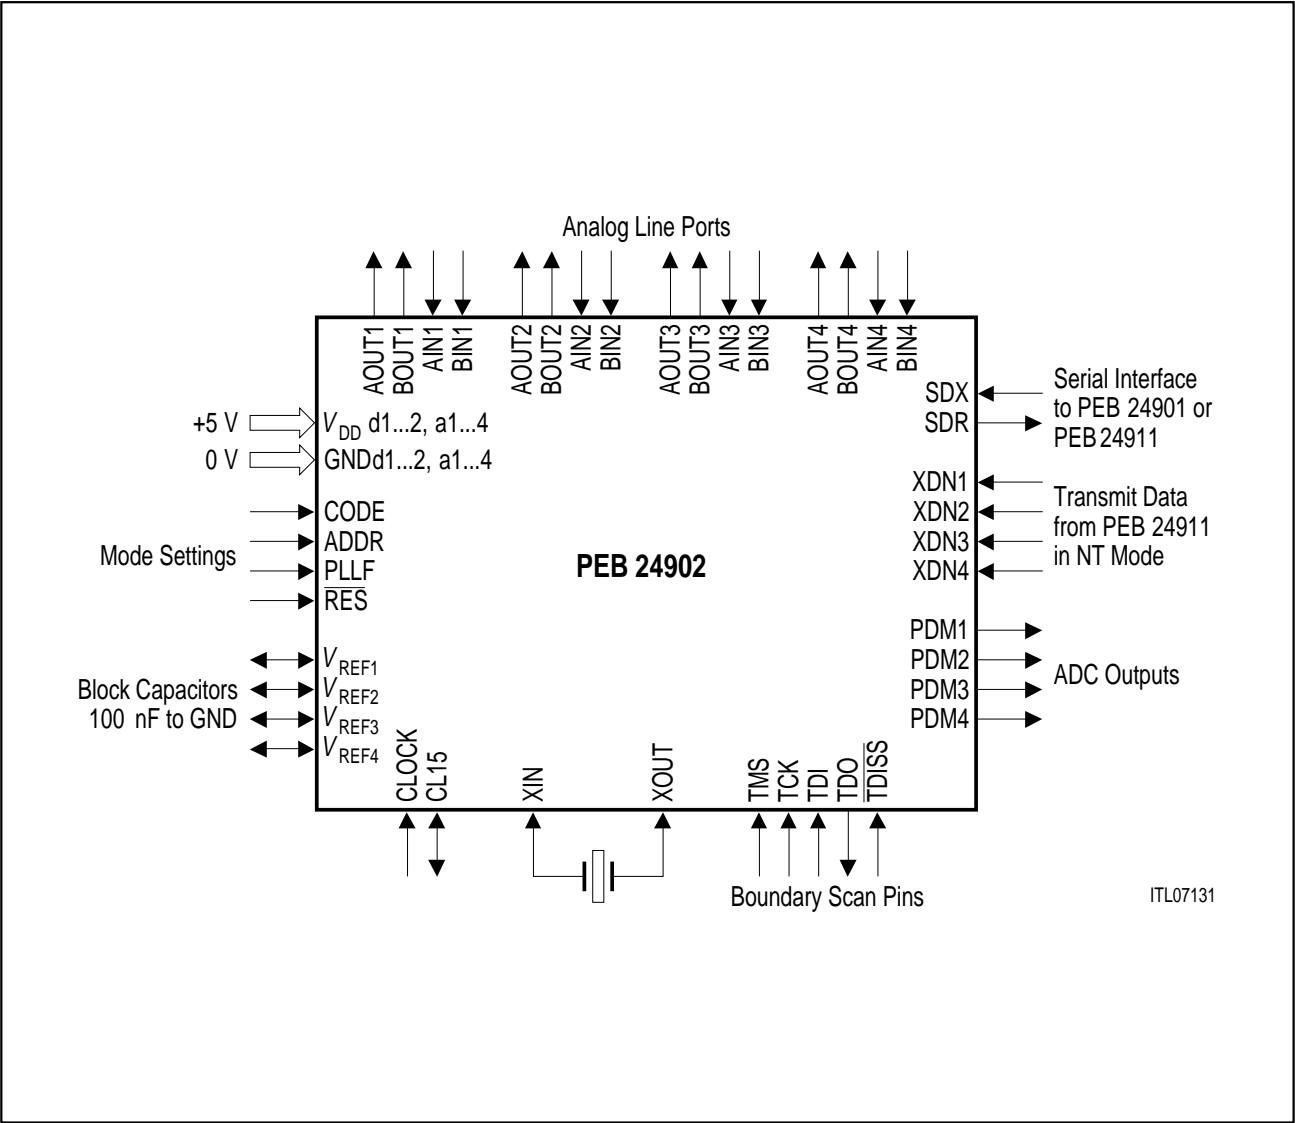 Analog Line Ports
AOUT1
BOUT1
AIN1
BIN1
AOUT2
BOUT2
AIN2
BIN2
AOUT3
BOUT3
AIN3
BIN3
AOUT4
BOUT4
AIN4
BIN4
+5 V
VDD d1...2, a1...4
0 V
GNDd1...2, a1...4
Mode Settings
CODE
ADDR
PLLF
RES
Block Capacitors
100 nF to GND
VREF1
VREF2
VREF3
VREF4
PEB 24902
SDX
SDR
Serial Interface
to PEB 24901 or
PEB 24911
XDN1
XDN2
XDN3
XDN4
Transmit Data
from PEB 24911
in NT Mode
PDM1
PDM2
PDM3
PDM4
ADC Outputs
CLOCK
CL15
XIN
XOUT
TMS
TCK
TDI
TDO
TDISS
Boundary Scan Pins
ITL07131